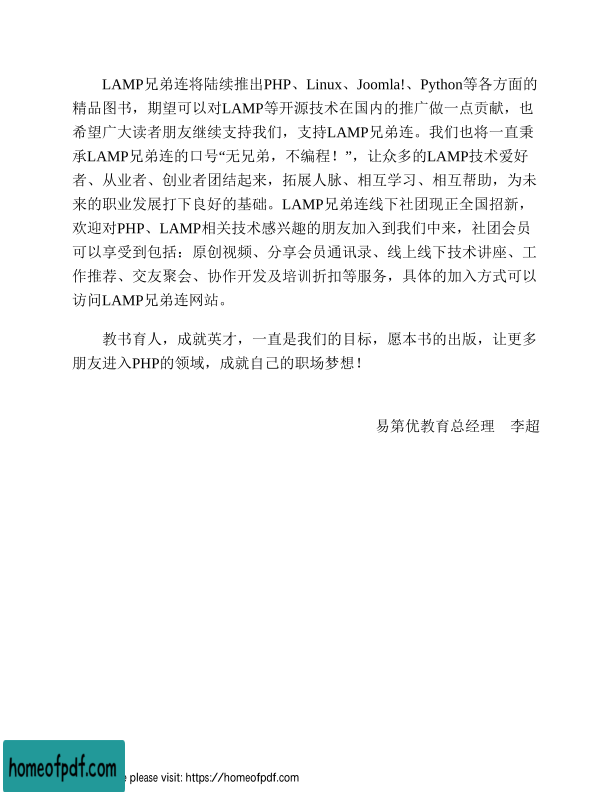 LAMP兄弟连将陆续推出PHP、Linux、Joomla!、Python等各方面的
精品图书，期望可以对LAMP等开源技术在国内的推广做一点贡献，也
希望广大读者朋友继续支持我们，支持LAMP兄弟连。我们也将一直秉
承LAMP兄弟连的口号“无兄弟，不编程！”，让众多的LAMP技术爱好
者、从业者、创业者团结起来，拓展人脉、相互学习、相互帮助，为未
来的职业发展打下良好的基础。LAMP兄弟连线下社团现正全国招新，
欢迎对PHP、LAMP相关技术感兴趣的朋友加入到我们中来，社团会员
可以享受到包括：原创视频、分享会员通讯录、线上线下技术讲座、工
作推荐、交友聚会、协作开发及培训折扣等服务，具体的加入方式可以
访问LAMP兄弟连网站。
教书育人，成就英才，一直是我们的目标，愿本书的出版，让更多
朋友进入PHP的领域，成就自己的职场梦想！
易第优教育总经理　李超
homeofpdf.com
e please visit: https://homeofpdf.com